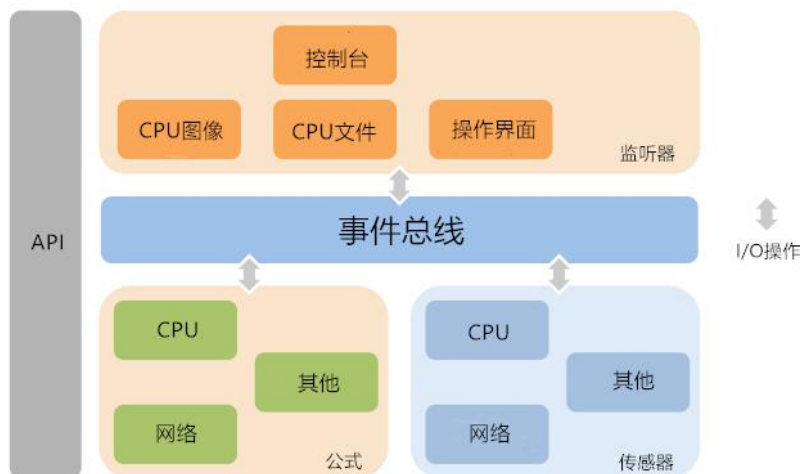 API
控制台
CPU图像
CPU文件
操作界面
监听器
事件总线
I/O操作
CPU
其他
网络
公式
CPU
其他
网络
传感器